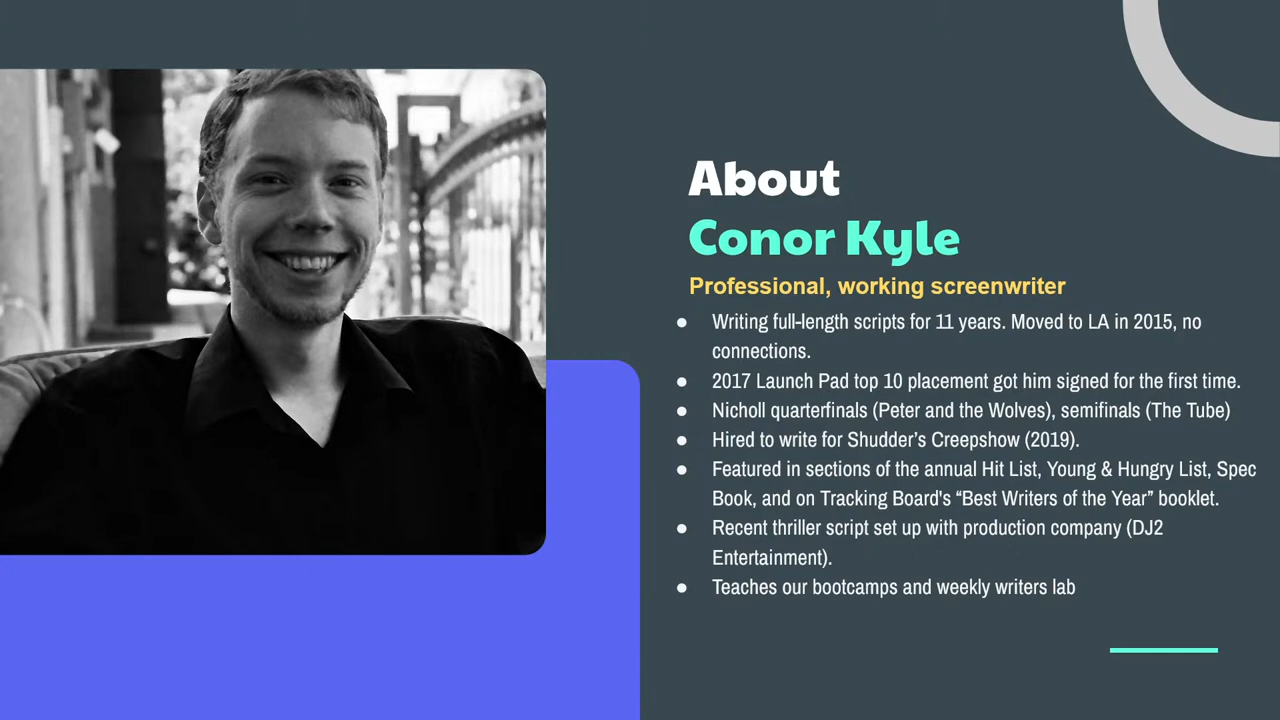 About
Conor Kyle
Professional, working screenwriter
● Writing full-length scripts for 11 years. Moved to LA in 2015, no
connections.
● 2017 Launch Pad top 10 placement got him signed for the first time.
● Nicholl quarterfinals (Peter and the Wolves), semifinals (The Tube)
● Hired to write for Shudder’s Creepshow (2019).
● Featured in sections of the annual Hit List, Young & Hungry List, Spec
Book, and on Tracking Board's “Best Writers of the Year” booklet.
● Recent thriller script set up with production company (DJ2
Entertainment).
● Teaches our bootcamps and weekly writers lab